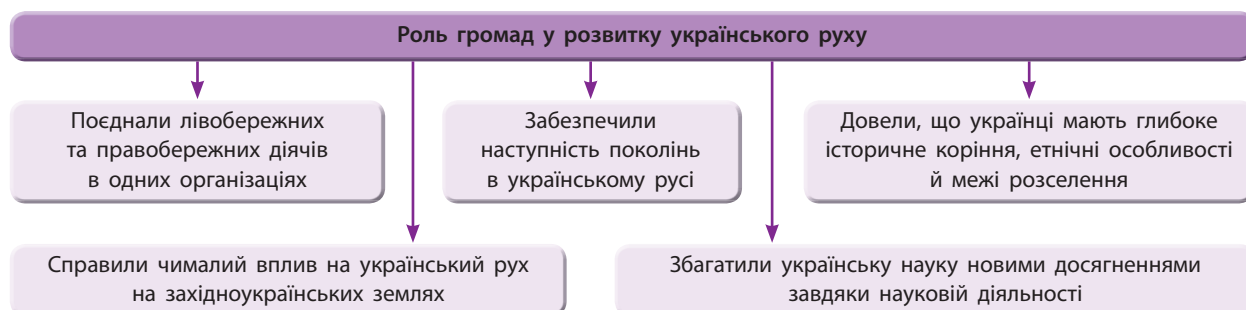 Роль громад у розвитку українського руху
Поєднали лівобережних
та правобережних діячів
в одних організаціях
Забезпечили
наступність поколінь
в українському русі
Довели, що українці мають глибоке
історичне коріння, етнічні особливості
й межі розселення
Справили чималий вплив на український рух
на західноукраїнських землях
Збагатили українську науку новими досягненнями
завдяки науковій діяльності